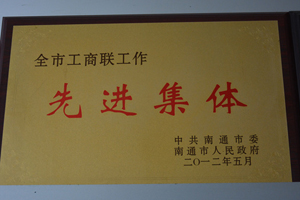 全市工商联工作
先进集体
中共南通市委
南通市人民政府
二〇一二年五月